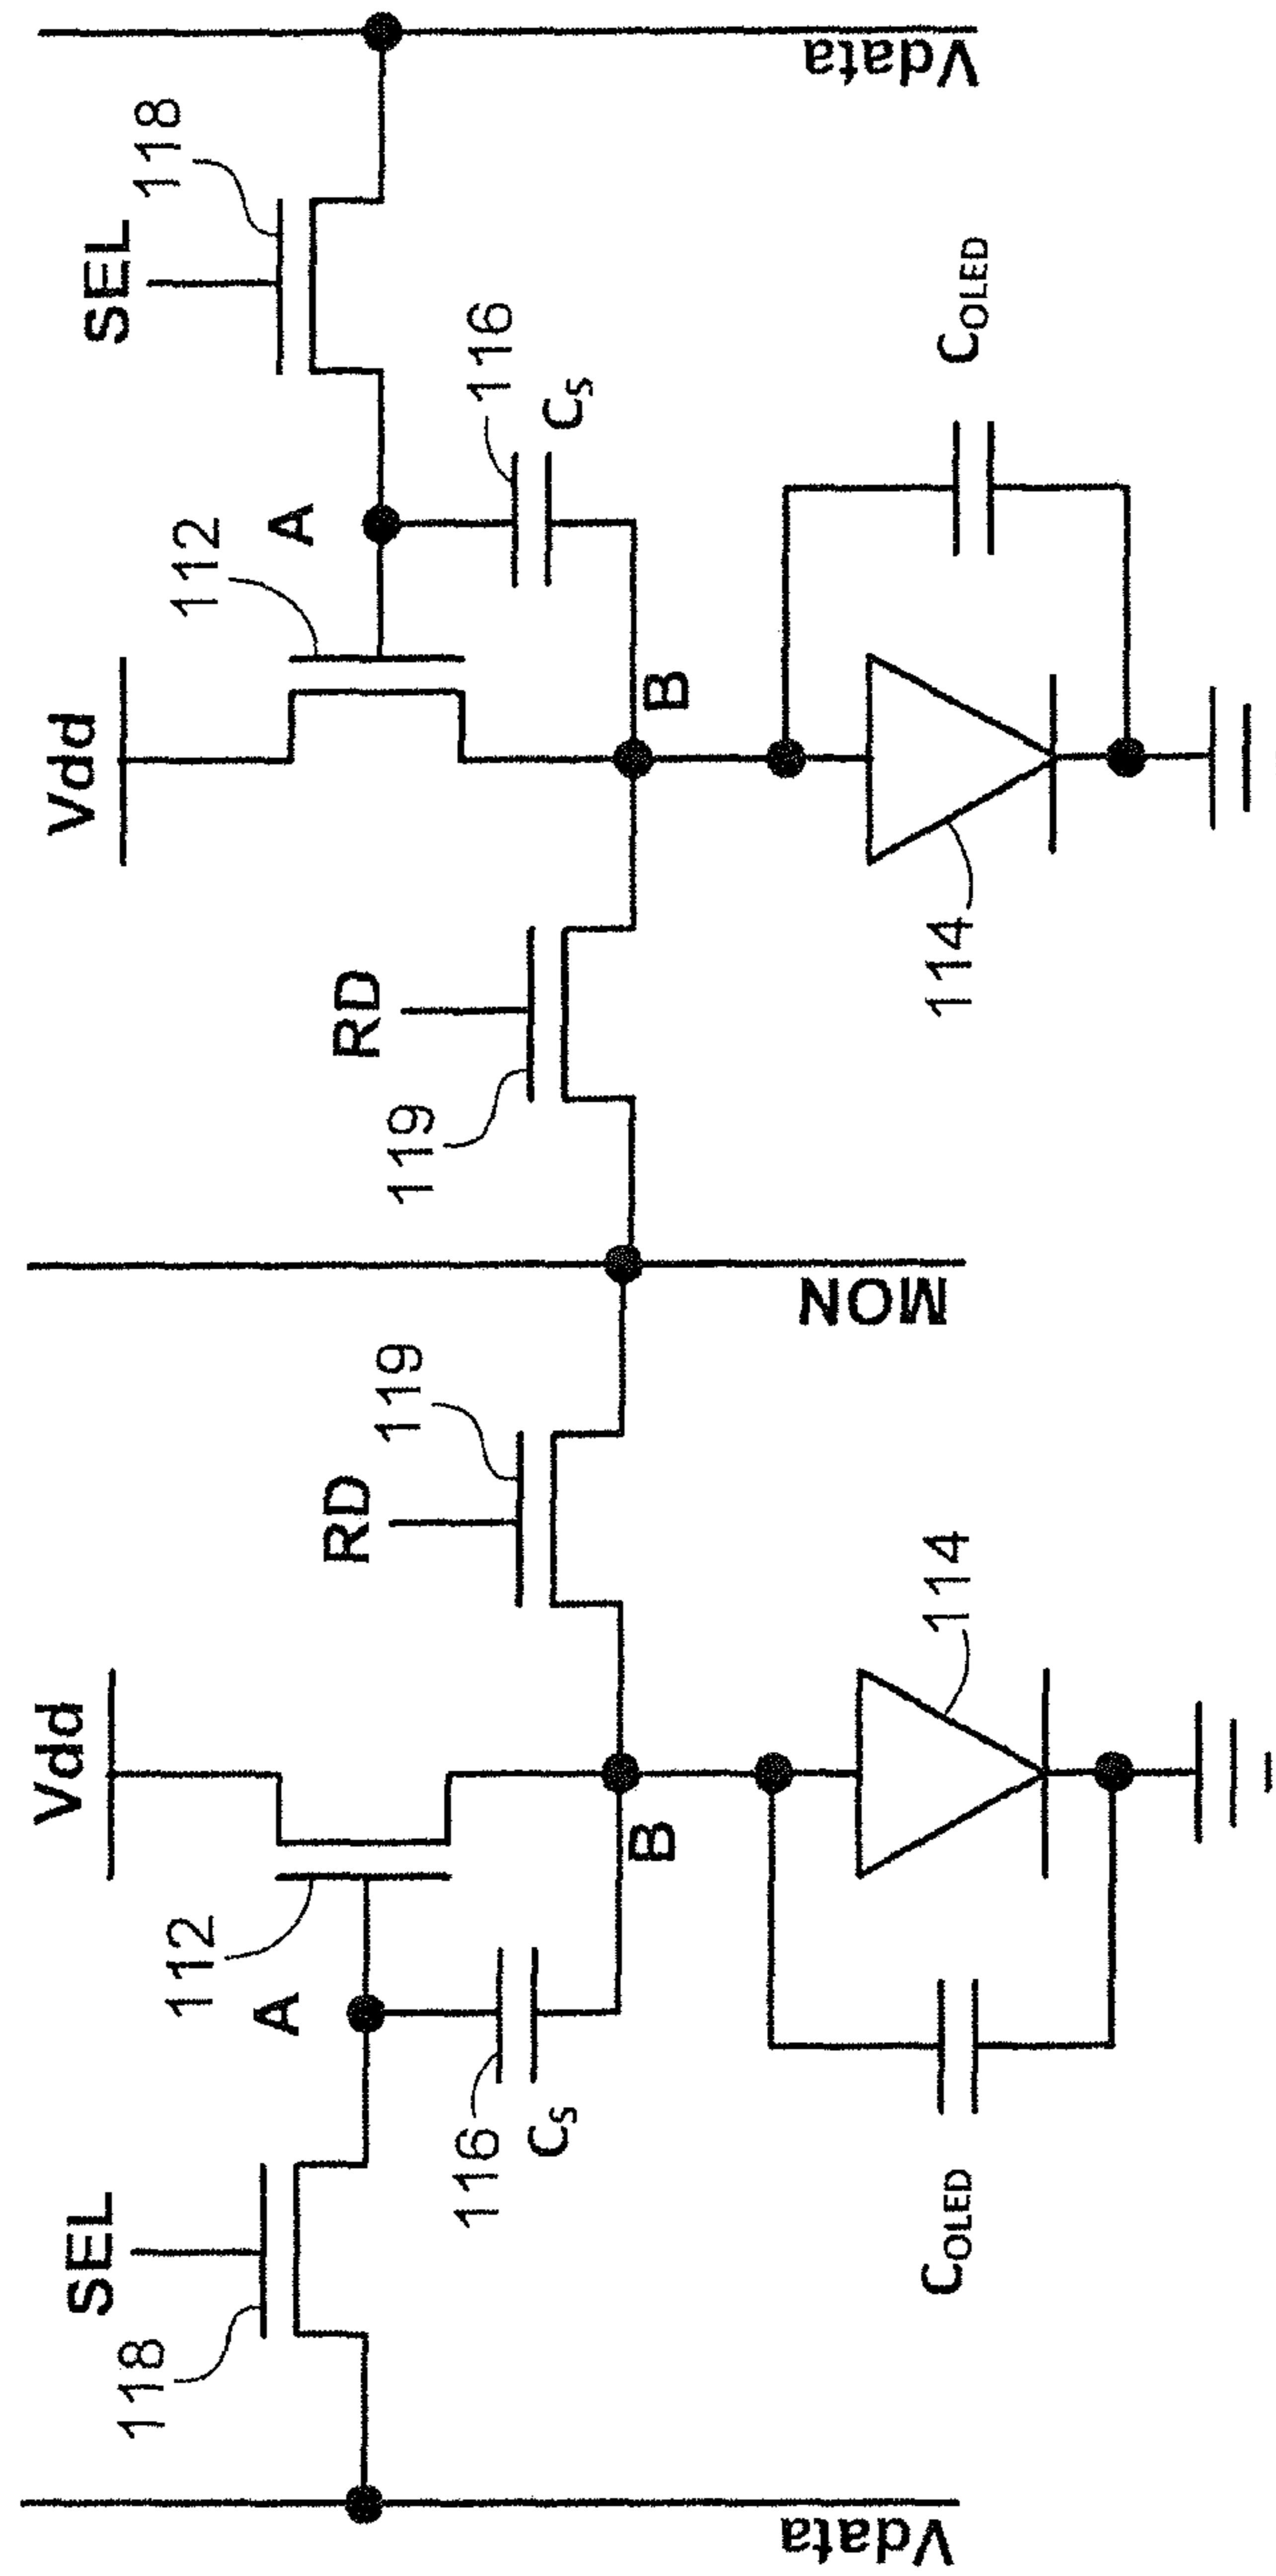 Vdd
Vdd
SEL
118
112
A
RD
119
119
RD
112
A
SEL
118
116
Cs
B
B
116
Cs
Vdata
COLED
114
MON
114
COLED
Vdata